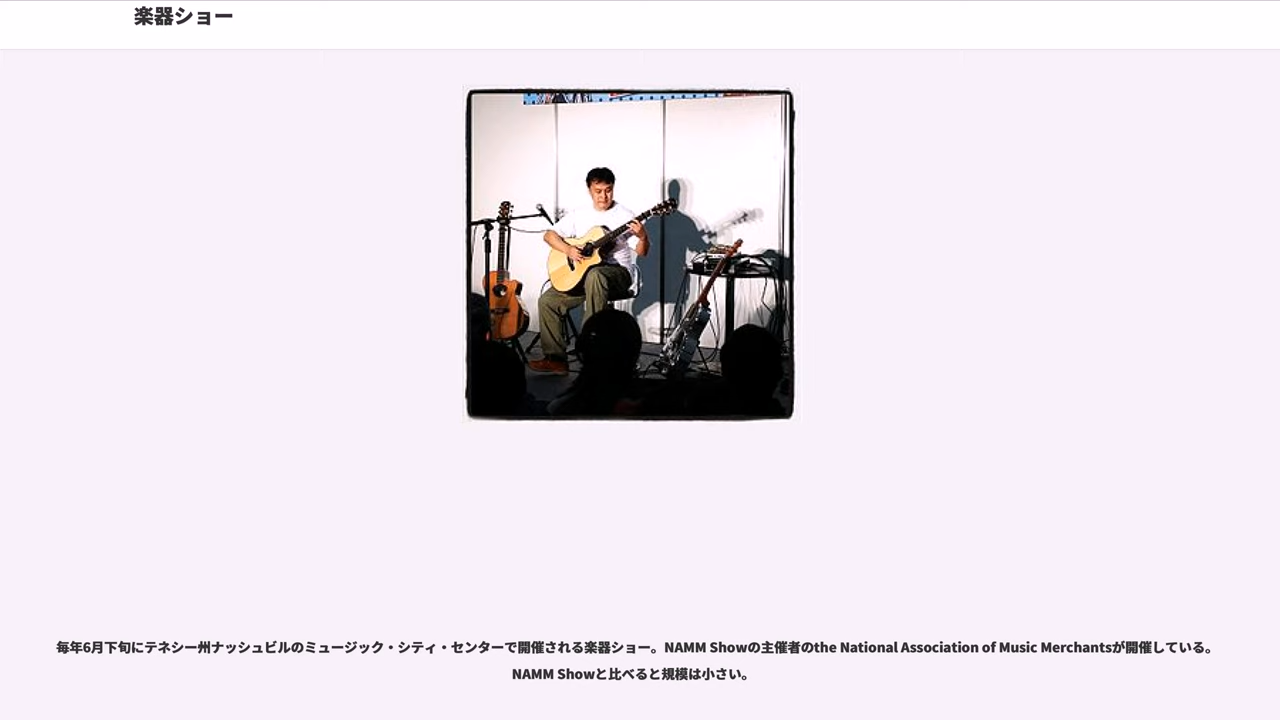 楽器ショー
毎年6月下旬にテネシー州ナッシュビルのミュージック・シティ・センターで開催される楽器ショー。NAMM Showの主催者のthe National Association of Music Merchantsが開催している。
NAMM Showと比べると規模は小さい。